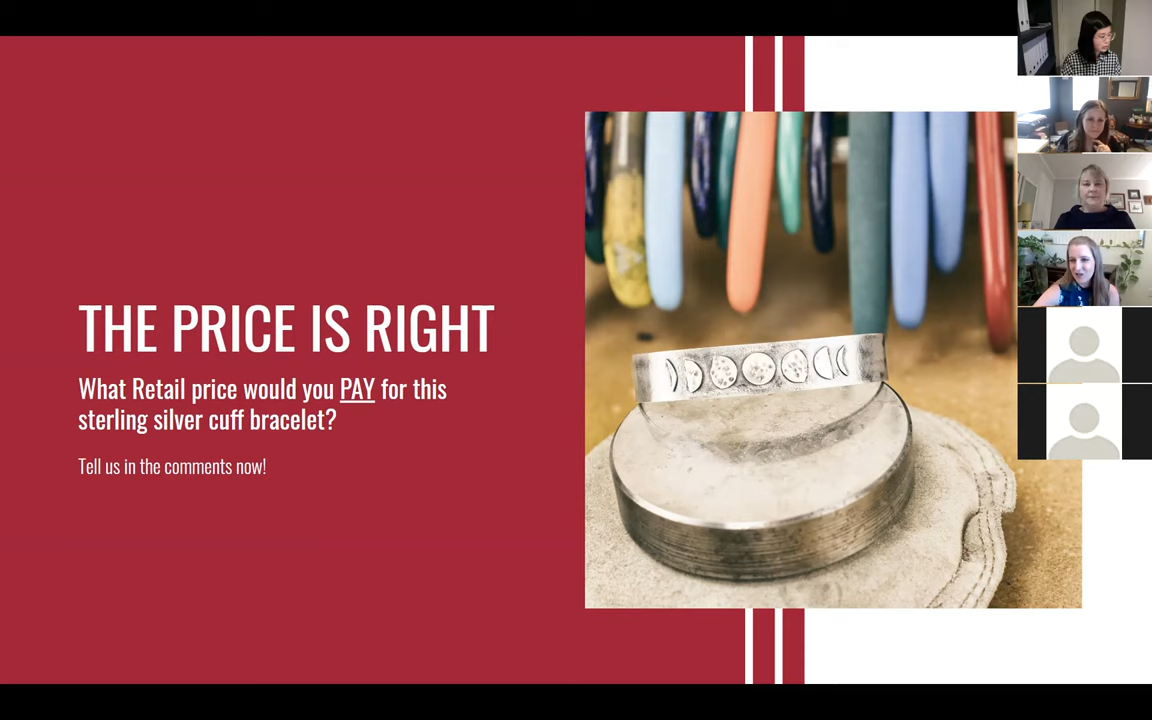 THE PRICE IS RIGHT
What Retail price would you PAY for this
sterling silver cuff bracelet?
Tell us in the comments now!